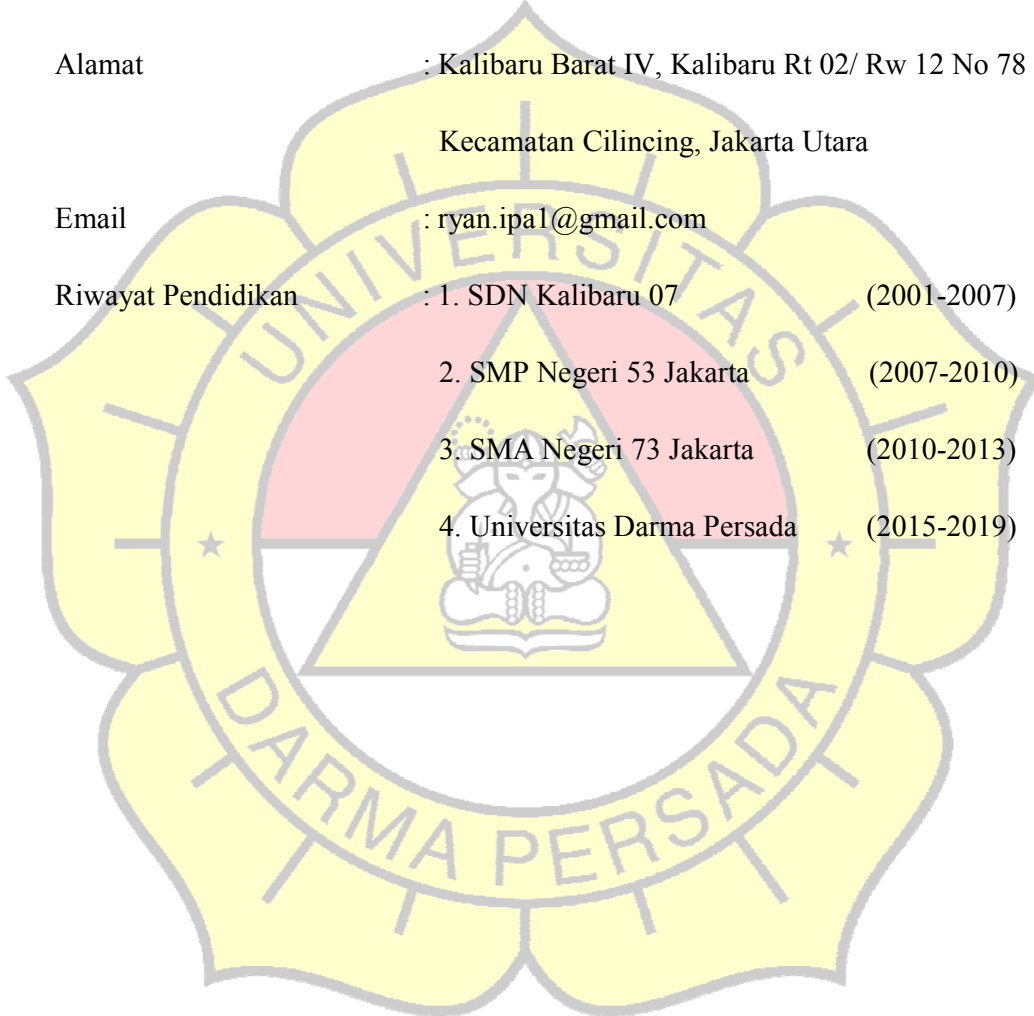 Alamat : Kalibaru Barat IV, Kalibaru Rt 02/ Rw 12 No 78
Kecamatan Cilincing, Jakarta Utara
Email : ryan.ipa1@gmail.com
Riwayat Pendidikan : 1. SDN Kalibaru 07 (2001-2007)
2. SMP Negeri 53 Jakarta (2007-2010)
3. SMA Negeri 73 Jakarta (2010-2013)
4. Universitas Darma Persada (2015-2019)
UNIVERSITAS
DARMA PERSADA